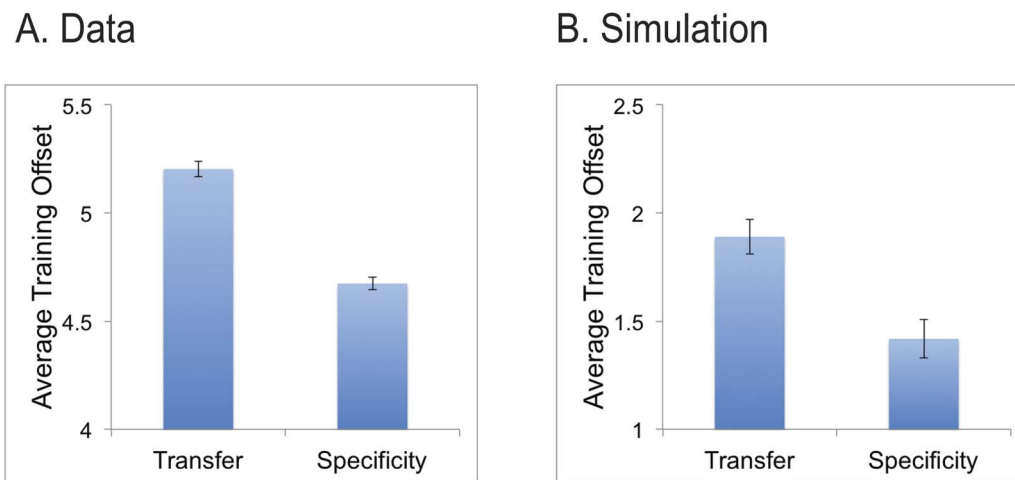 A. Data
B. Simulation
Average Training Offset
5.5
5
4.5
4
Transfer Specificity
Average Training Offset
2.5
2
1.5
1
Transfer Specificity